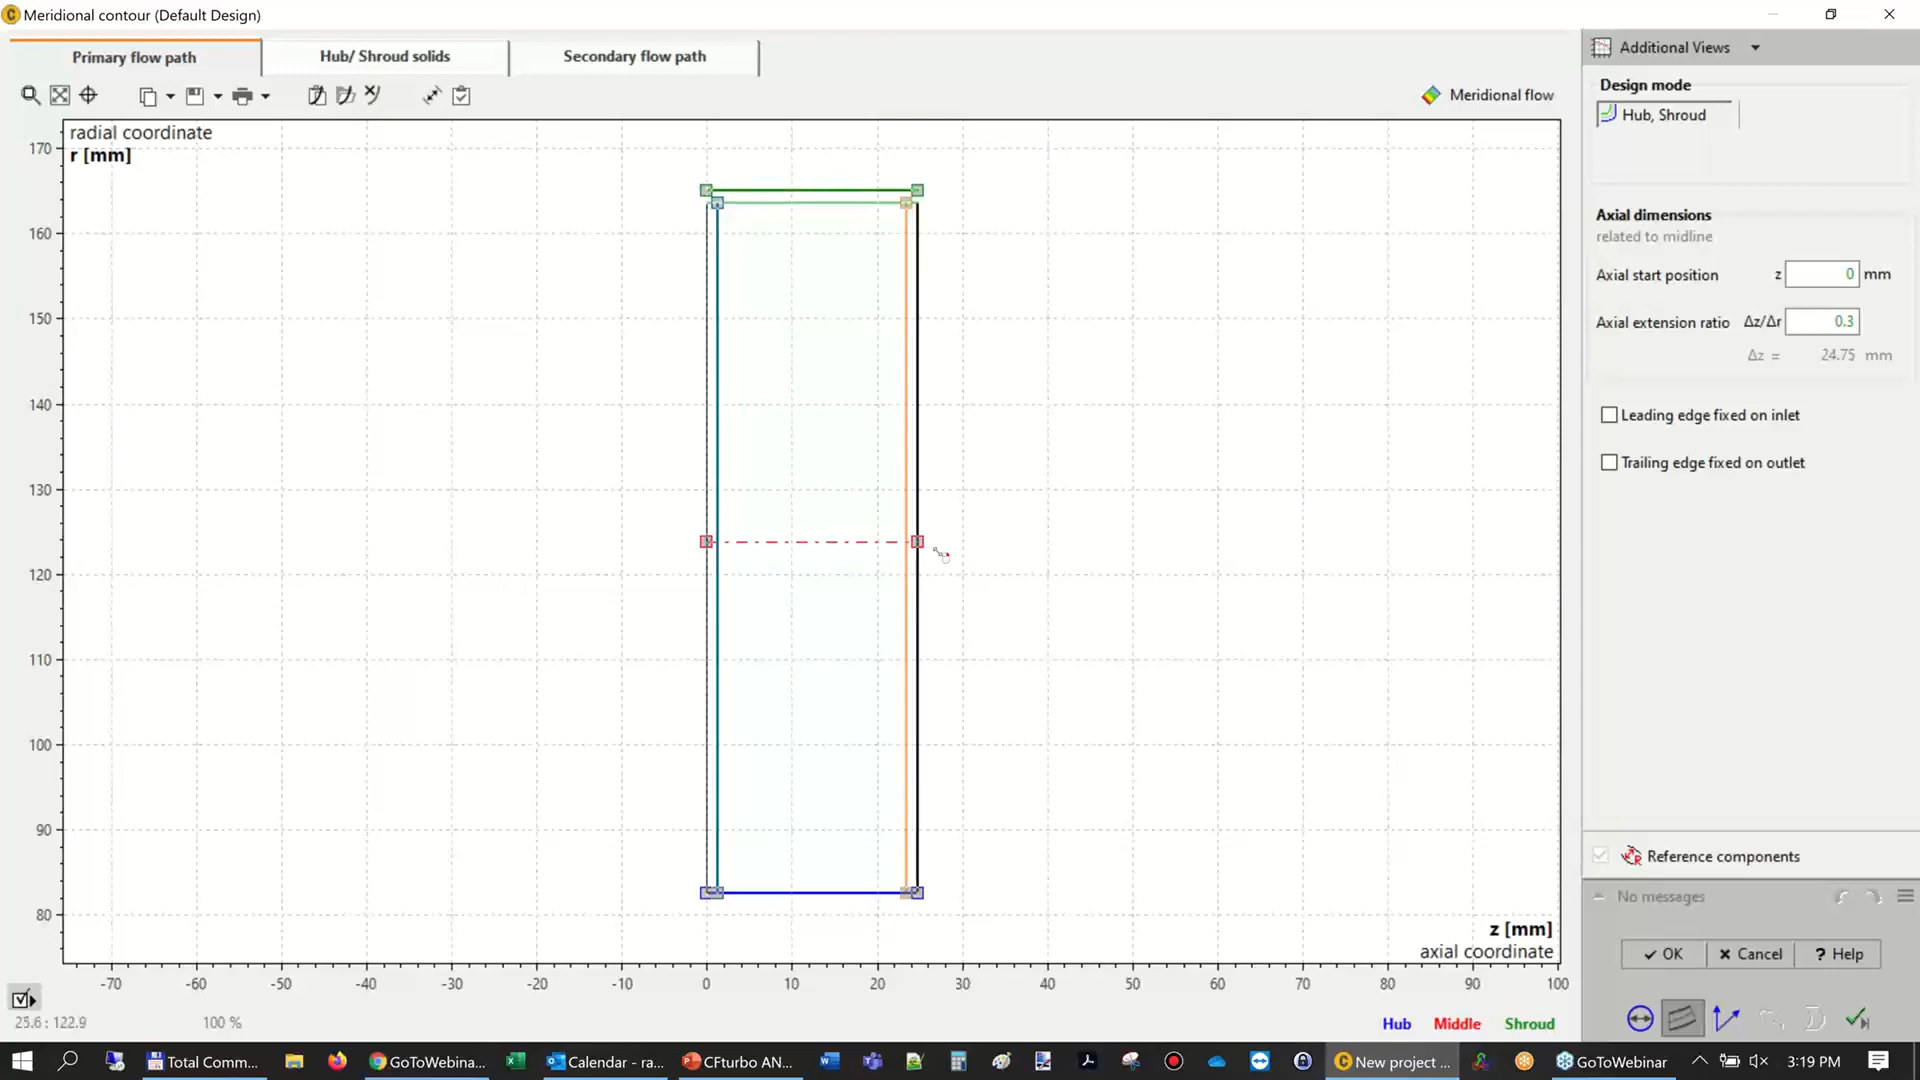 Meridional contour (Default Design)
Primary flow path
Hub/ Shroud solids
Secondary flow path
Additional Views
Design mode
Hub, Shroud
Meridional flow
radial coordinate
r [mm]
170
160
150
140
130
120
110
100
90
80
Axial dimensions
related to midline
Axial start position z 0 mm
Axial extension ratio Δz/Δr 0.3
Δz = 24.75 mm
Leading edge fixed on inlet
Trailing edge fixed on outlet
Reference components
No messages
z [mm]
axial coordinate
OK
Cancel
? Help
-70 -60 -50 -40 -30 -20 -10 0 10 20 30 40 50 60 70 80 90 100
25.6 : 122.9
100 %
Hub Middle Shroud
Total Comm...
GoToWebina...
Calendar - ra...
CFturbo AN...
New project ...
GoToWebinar
3:19 PM